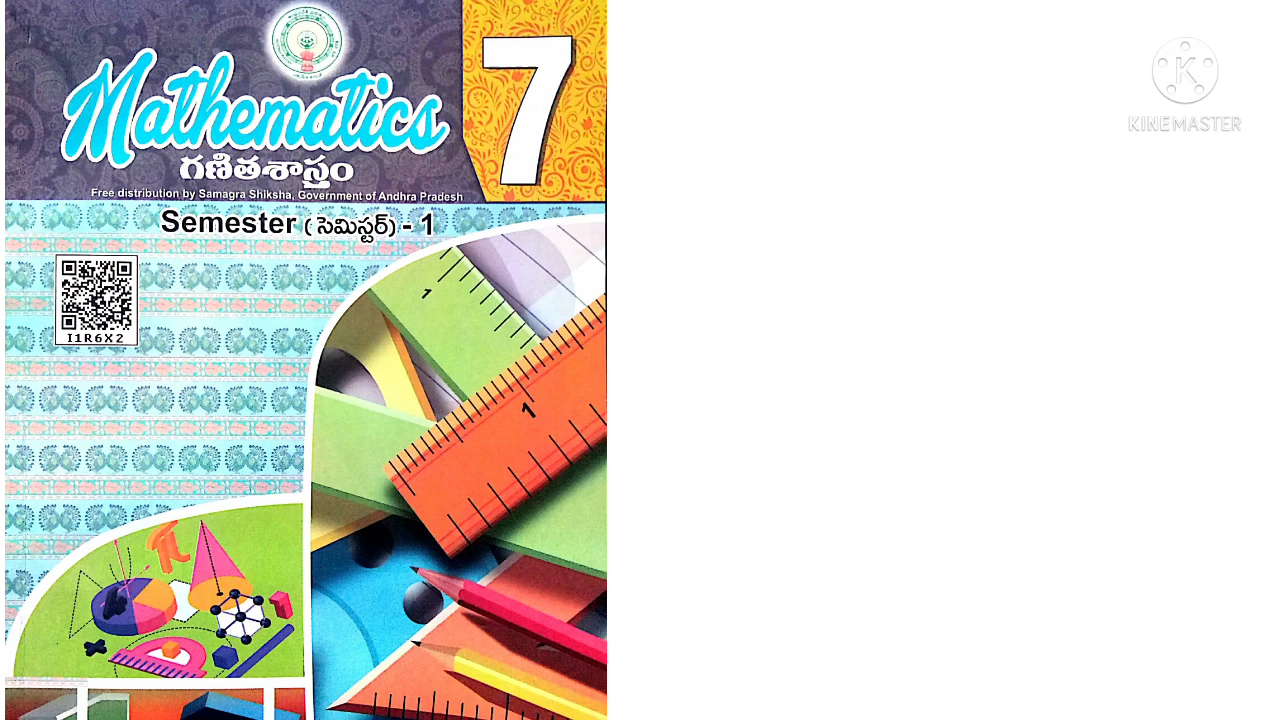 Mathematics
7
గణితశాస్త్రం
Free distribution by Samagra Shiksha, Government of Andhra Pradesh
Semester ( సెమిస్టర్) - 1
I1R6X2
1
1
K
KINEMASTER